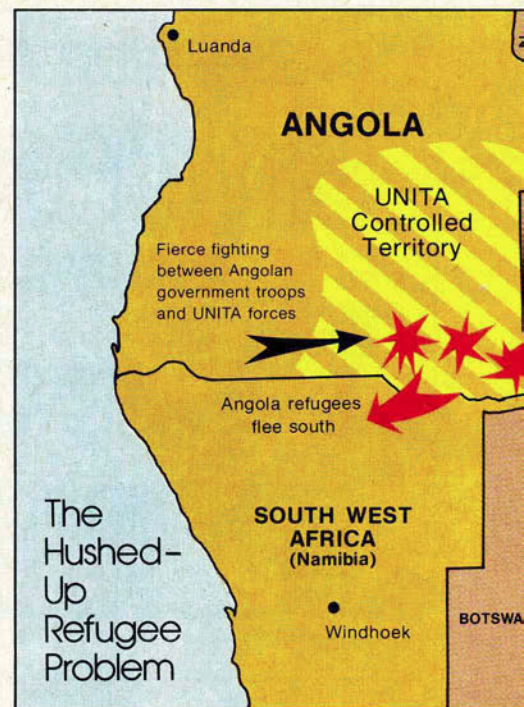 Luanda
ANGOLA
UNITA
Controlled
Territory
Fierce fighting
between Angolan
government troops
and UNITA forces
Angola refugees
flee south
SOUTH WEST
AFRICA
(Namibia)
Windhoek
BOTSWA
The
Hushed–
Up
Refugee
Problem